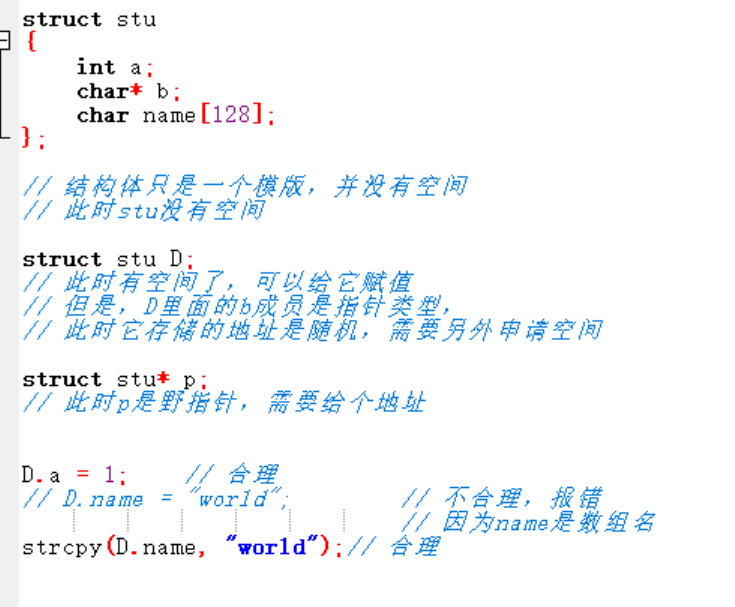 struct stu
{
int a;
char* b;
char name[128];
};
// 结构体只是一个模版，并没有空间
// 此时stu没有空间
struct stu D;
// 此时有空间了，可以给它赋值
// 但是，D里面的b成员是指针类型，
// 此时它存储的地址是随机，需要另外申请空间
struct stu* p;
// 此时p是野指针，需要给个地址
D.a = 1; // 合理
// D.name = "world"; // 不合理，报错
// 因为name是数组名
strcpy(D.name, "world");// 合理